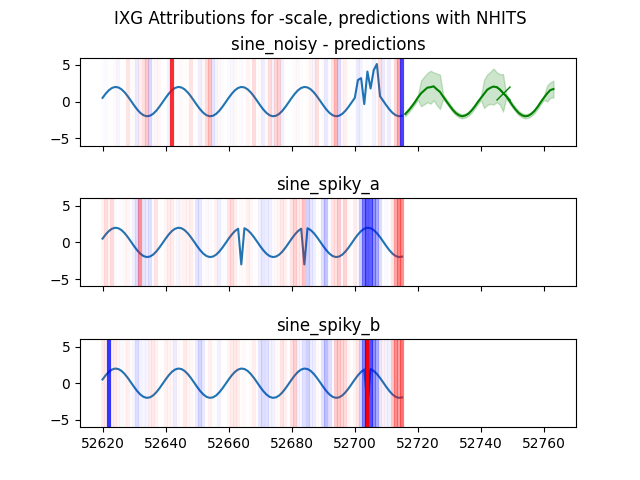 IXG Attributions for -scale, predictions with NHITS
sine_noisy - predictions
5
0
−5
sine_spiky_a
5
0
−5
sine_spiky_b
5
0
−5
52620 52640 52660 52680 52700 52720 52740 52760